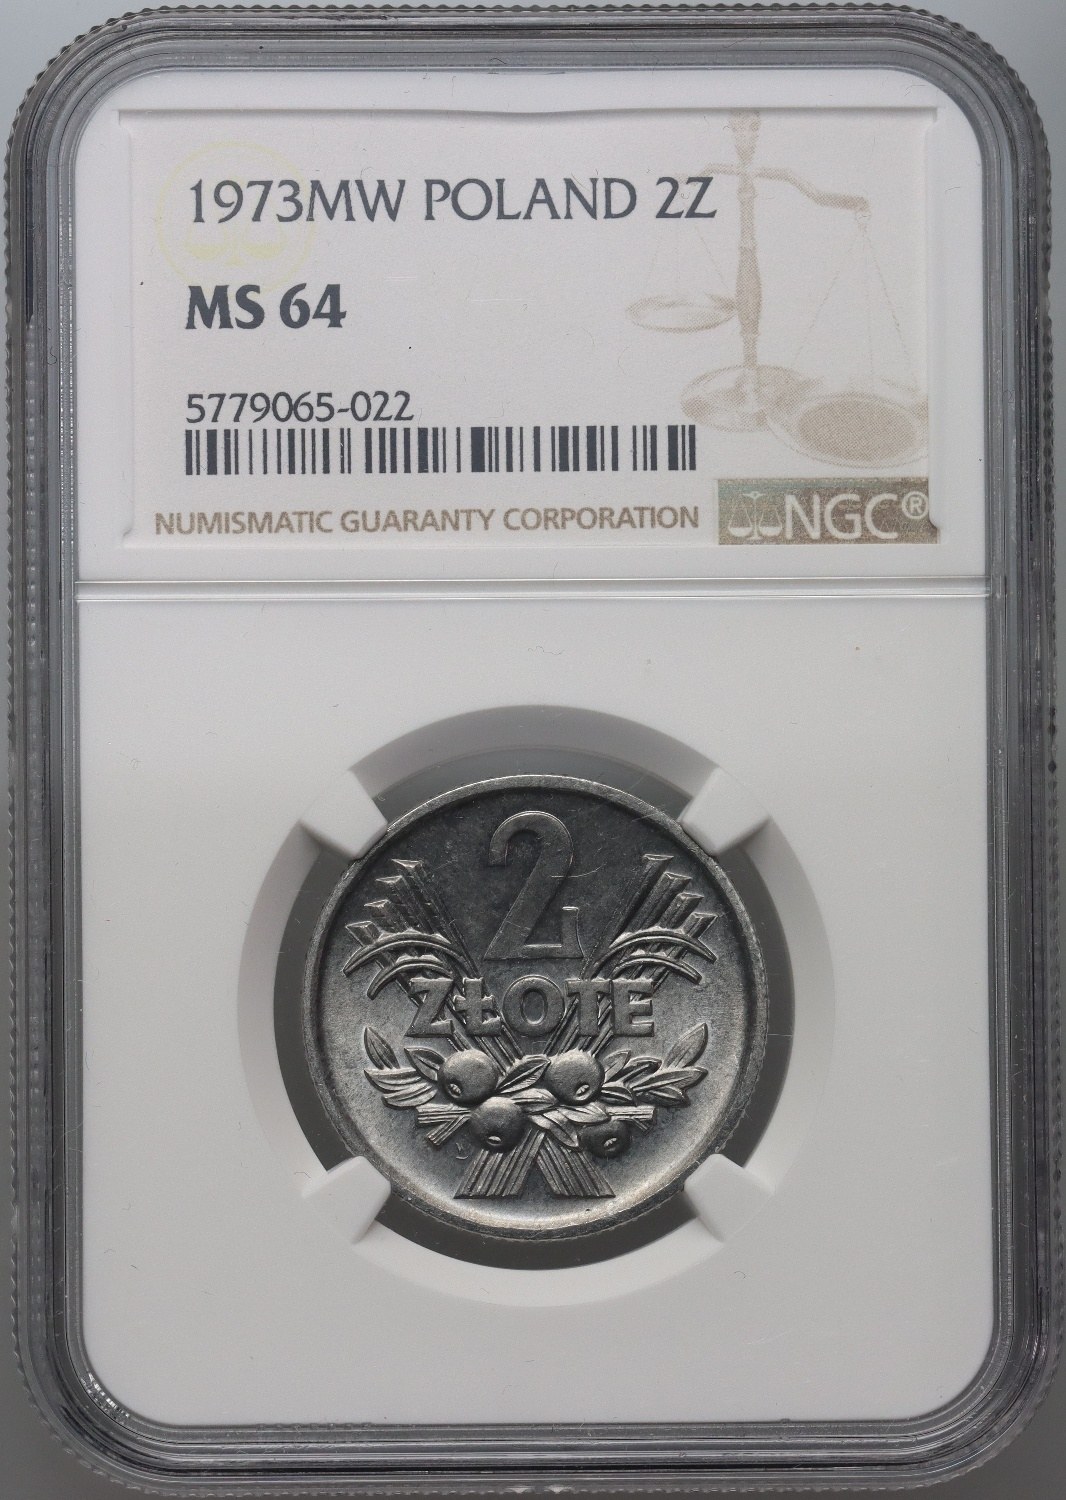 1973MW POLAND 2Z
MS 64
5779065-022
NUMISMATIC GUARANTY CORPORATION
NGC®
2
ZŁOTE